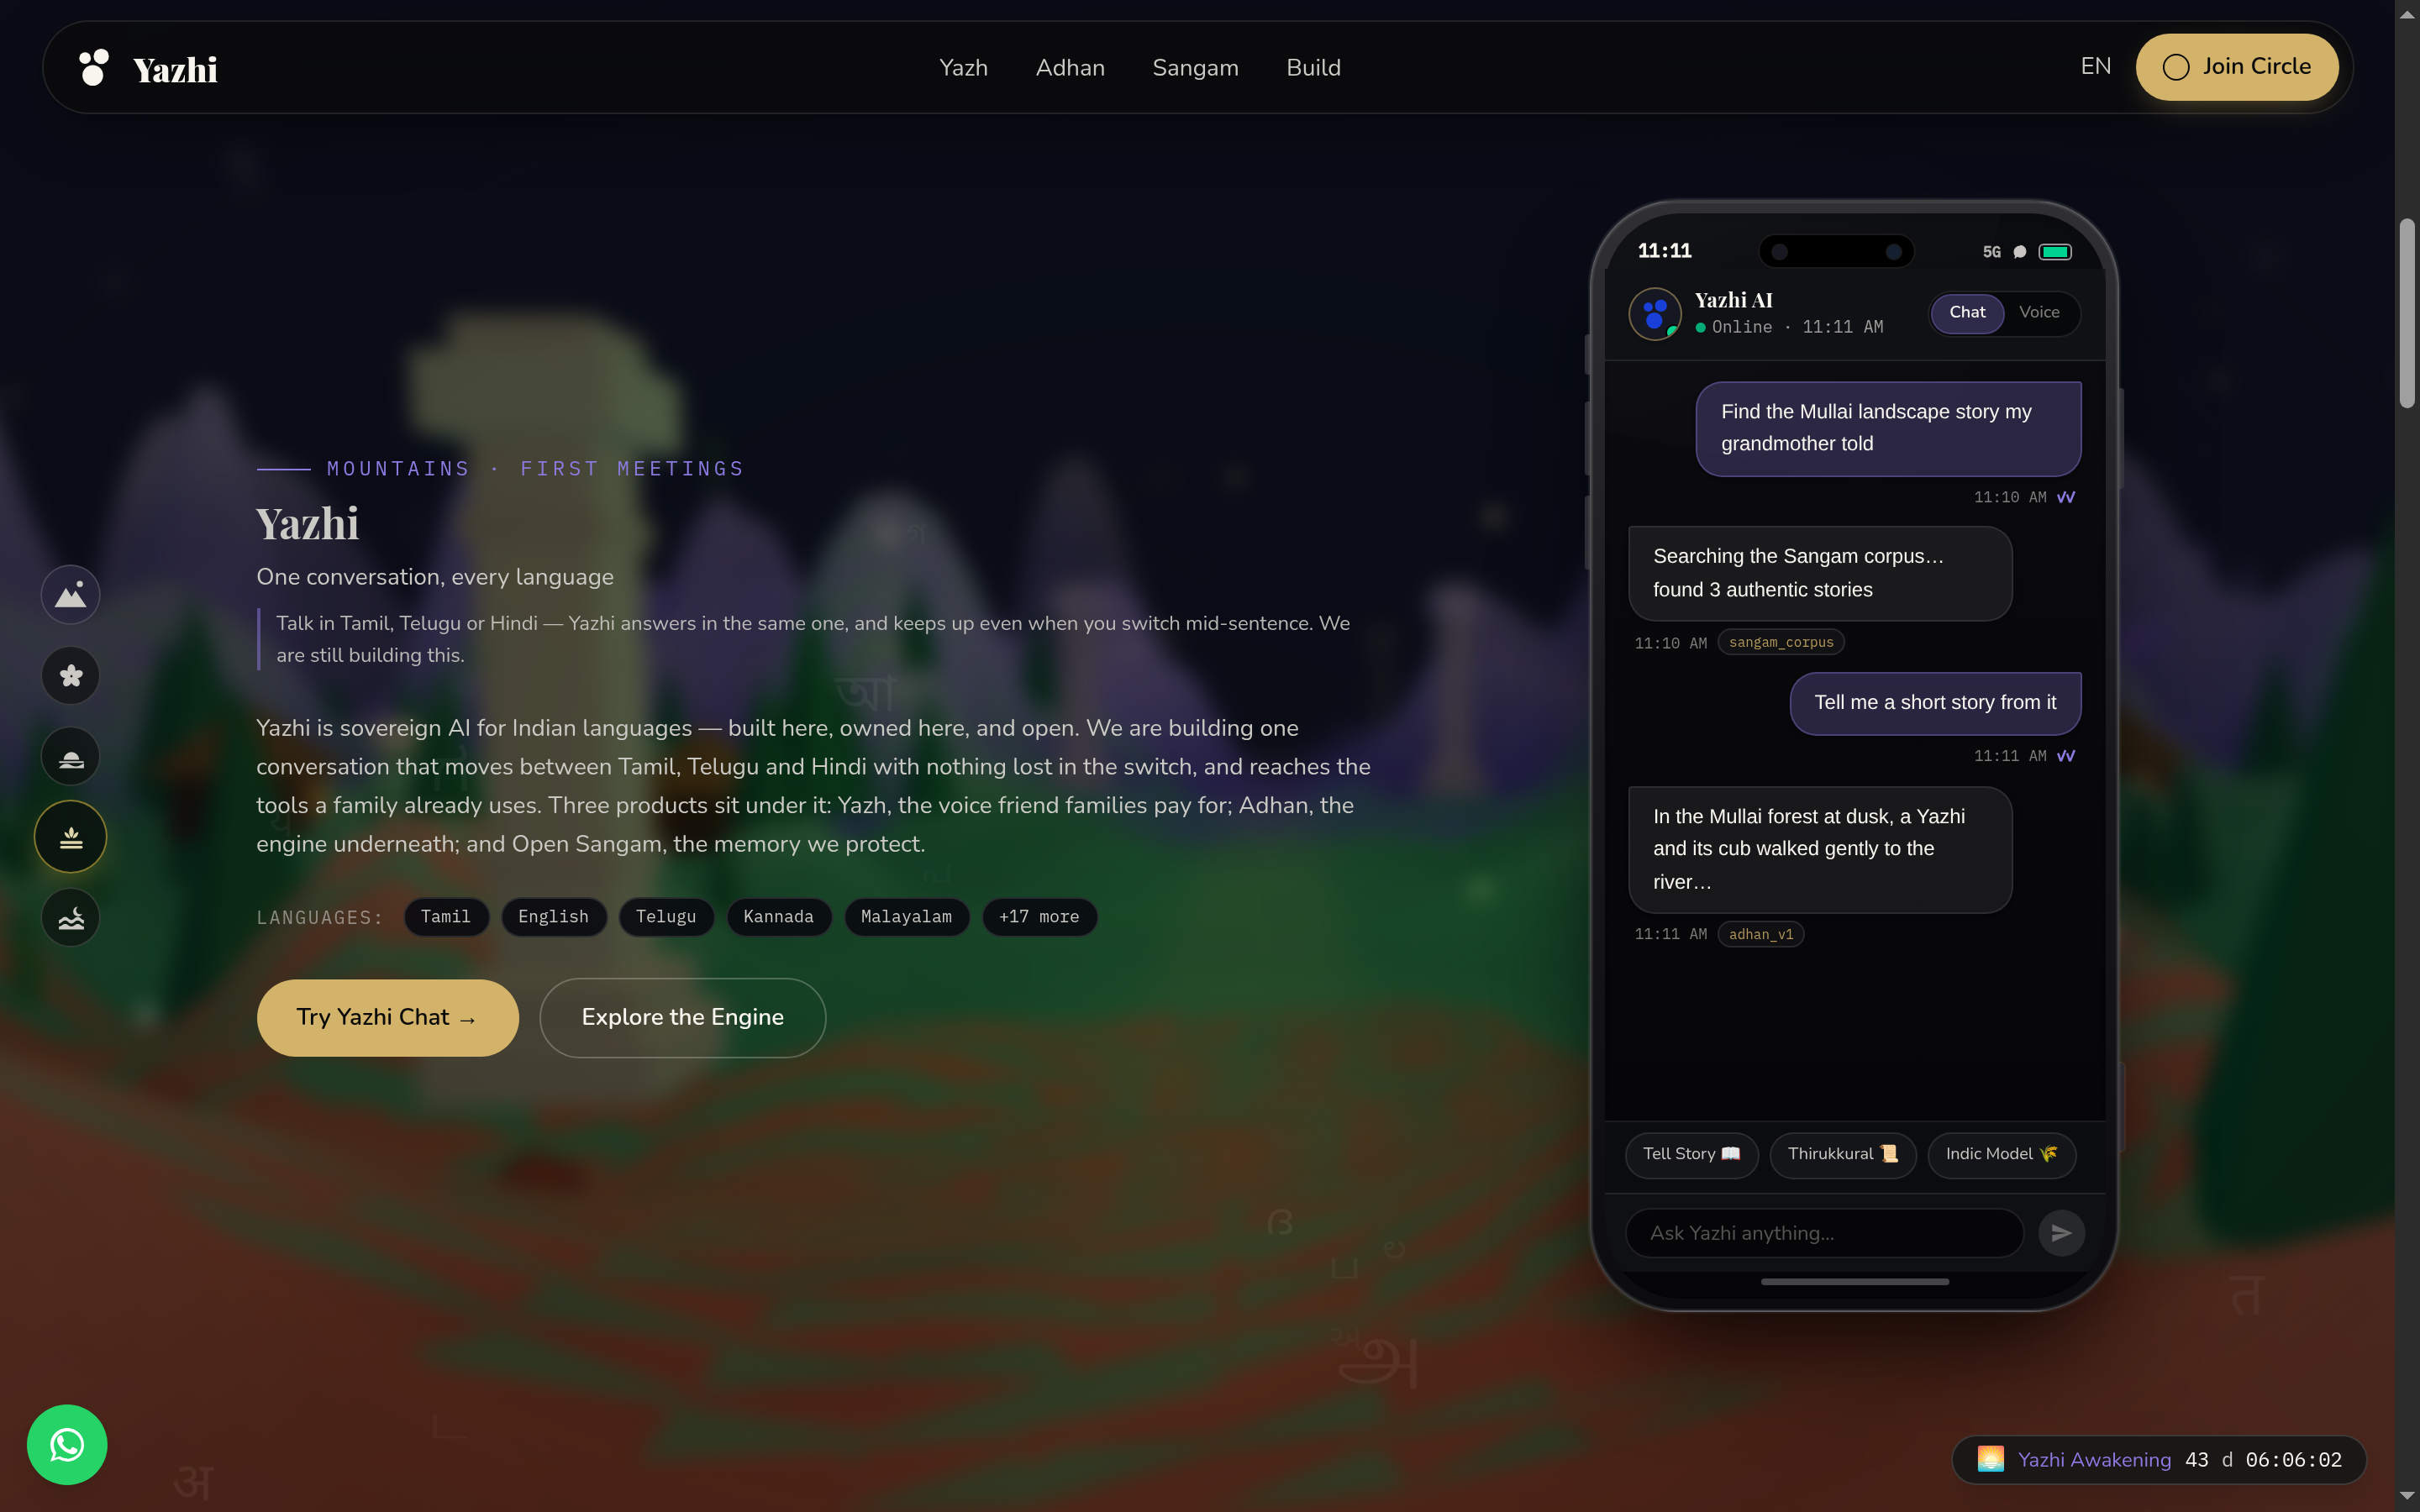 Yazhi
Yazh
Adhan
Sangam
Build
EN
Join Circle
MOUNTAINS · FIRST MEETINGS
Yazhi
One conversation, every language
Talk in Tamil, Telugu or Hindi — Yazhi answers in the same one, and keeps up even when you switch mid-sentence. We
are still building this.
Yazhi is sovereign AI for Indian languages — built here, owned here, and open. We are building one
conversation that moves between Tamil, Telugu and Hindi with nothing lost in the switch, and reaches the
tools a family already uses. Three products sit under it: Yazh, the voice friend families pay for; Adhan, the
engine underneath; and Open Sangam, the memory we protect.
LANGUAGES:
Tamil
English
Telugu
Kannada
Malayalam
+17 more
Try Yazhi Chat →
Explore the Engine
11:11
5G
Yazhi AI
Online · 11:11 AM
Chat
Voice
Find the Mullai landscape story my
grandmother told
11:10 AM
Searching the Sangam corpus…
found 3 authentic stories
11:10 AM
sangam_corpus
Tell me a short story from it
11:11 AM
In the Mullai forest at dusk, a Yazhi
and its cub walked gently to the
river…
11:11 AM
adhan_v1
Tell Story 📖
Thirukkural 📜
Indic Model 🌾
Ask Yazhi anything...
🌅 Yazhi Awakening 43 d 06:06:02
ஆ
அ
त
अ